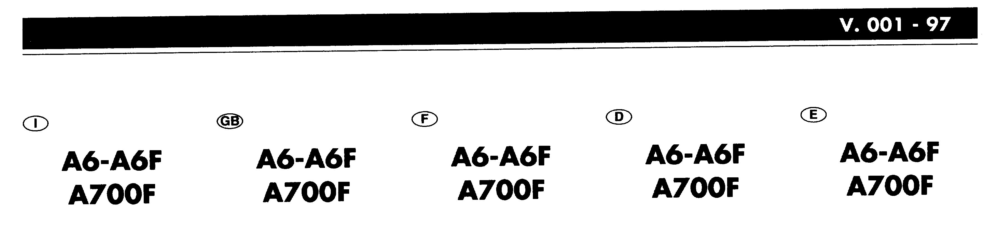 V. 001 - 97
I GB F D E
A6-A6F A6-A6F A6-A6F A6-A6F A6-A6F
A700F A700F A700F A700F A700F